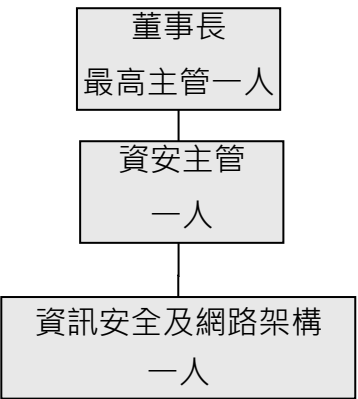 董事長
最高主管一人
資安主管
一人
資訊安全及網路架構
一人